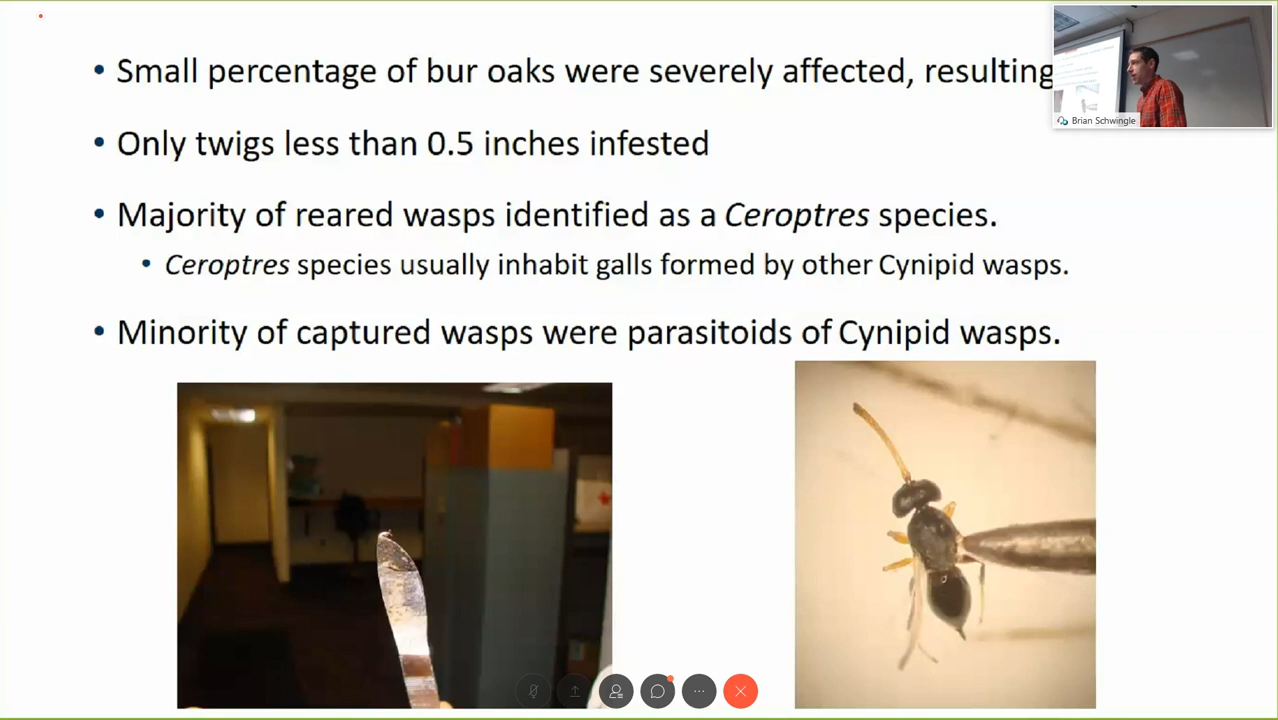 • Small percentage of bur oaks were severely affected, resulting
Brian Schwingle
• Only twigs less than 0.5 inches infested
• Majority of reared wasps identified as a Ceroptres species.
• Ceroptres species usually inhabit galls formed by other Cynipid wasps.
• Minority of captured wasps were parasitoids of Cynipid wasps.